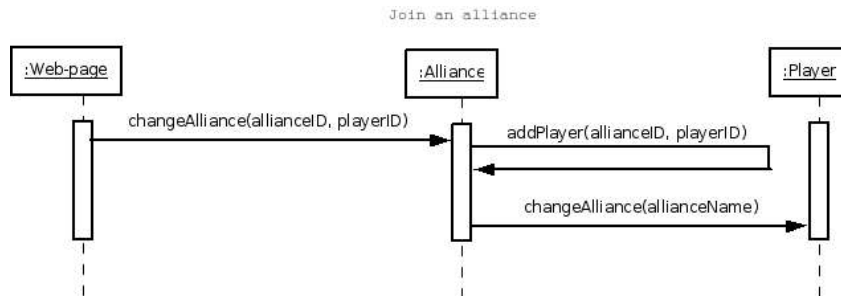 Join an alliance
:Web-page
:Alliance
:Player
changeAlliance(allianceID, playerID)
addPlayer(allianceID, playerID)
changeAlliance(allianceName)